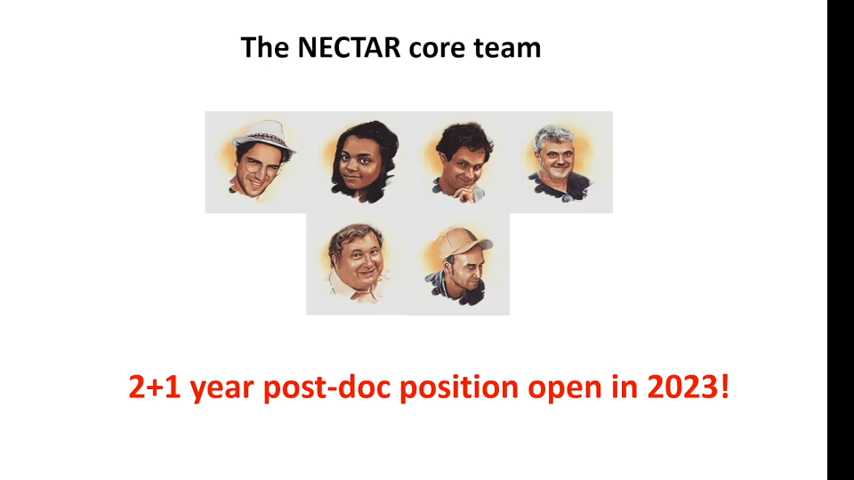 The NECTAR core team
2+1 year post-doc position open in 2023!